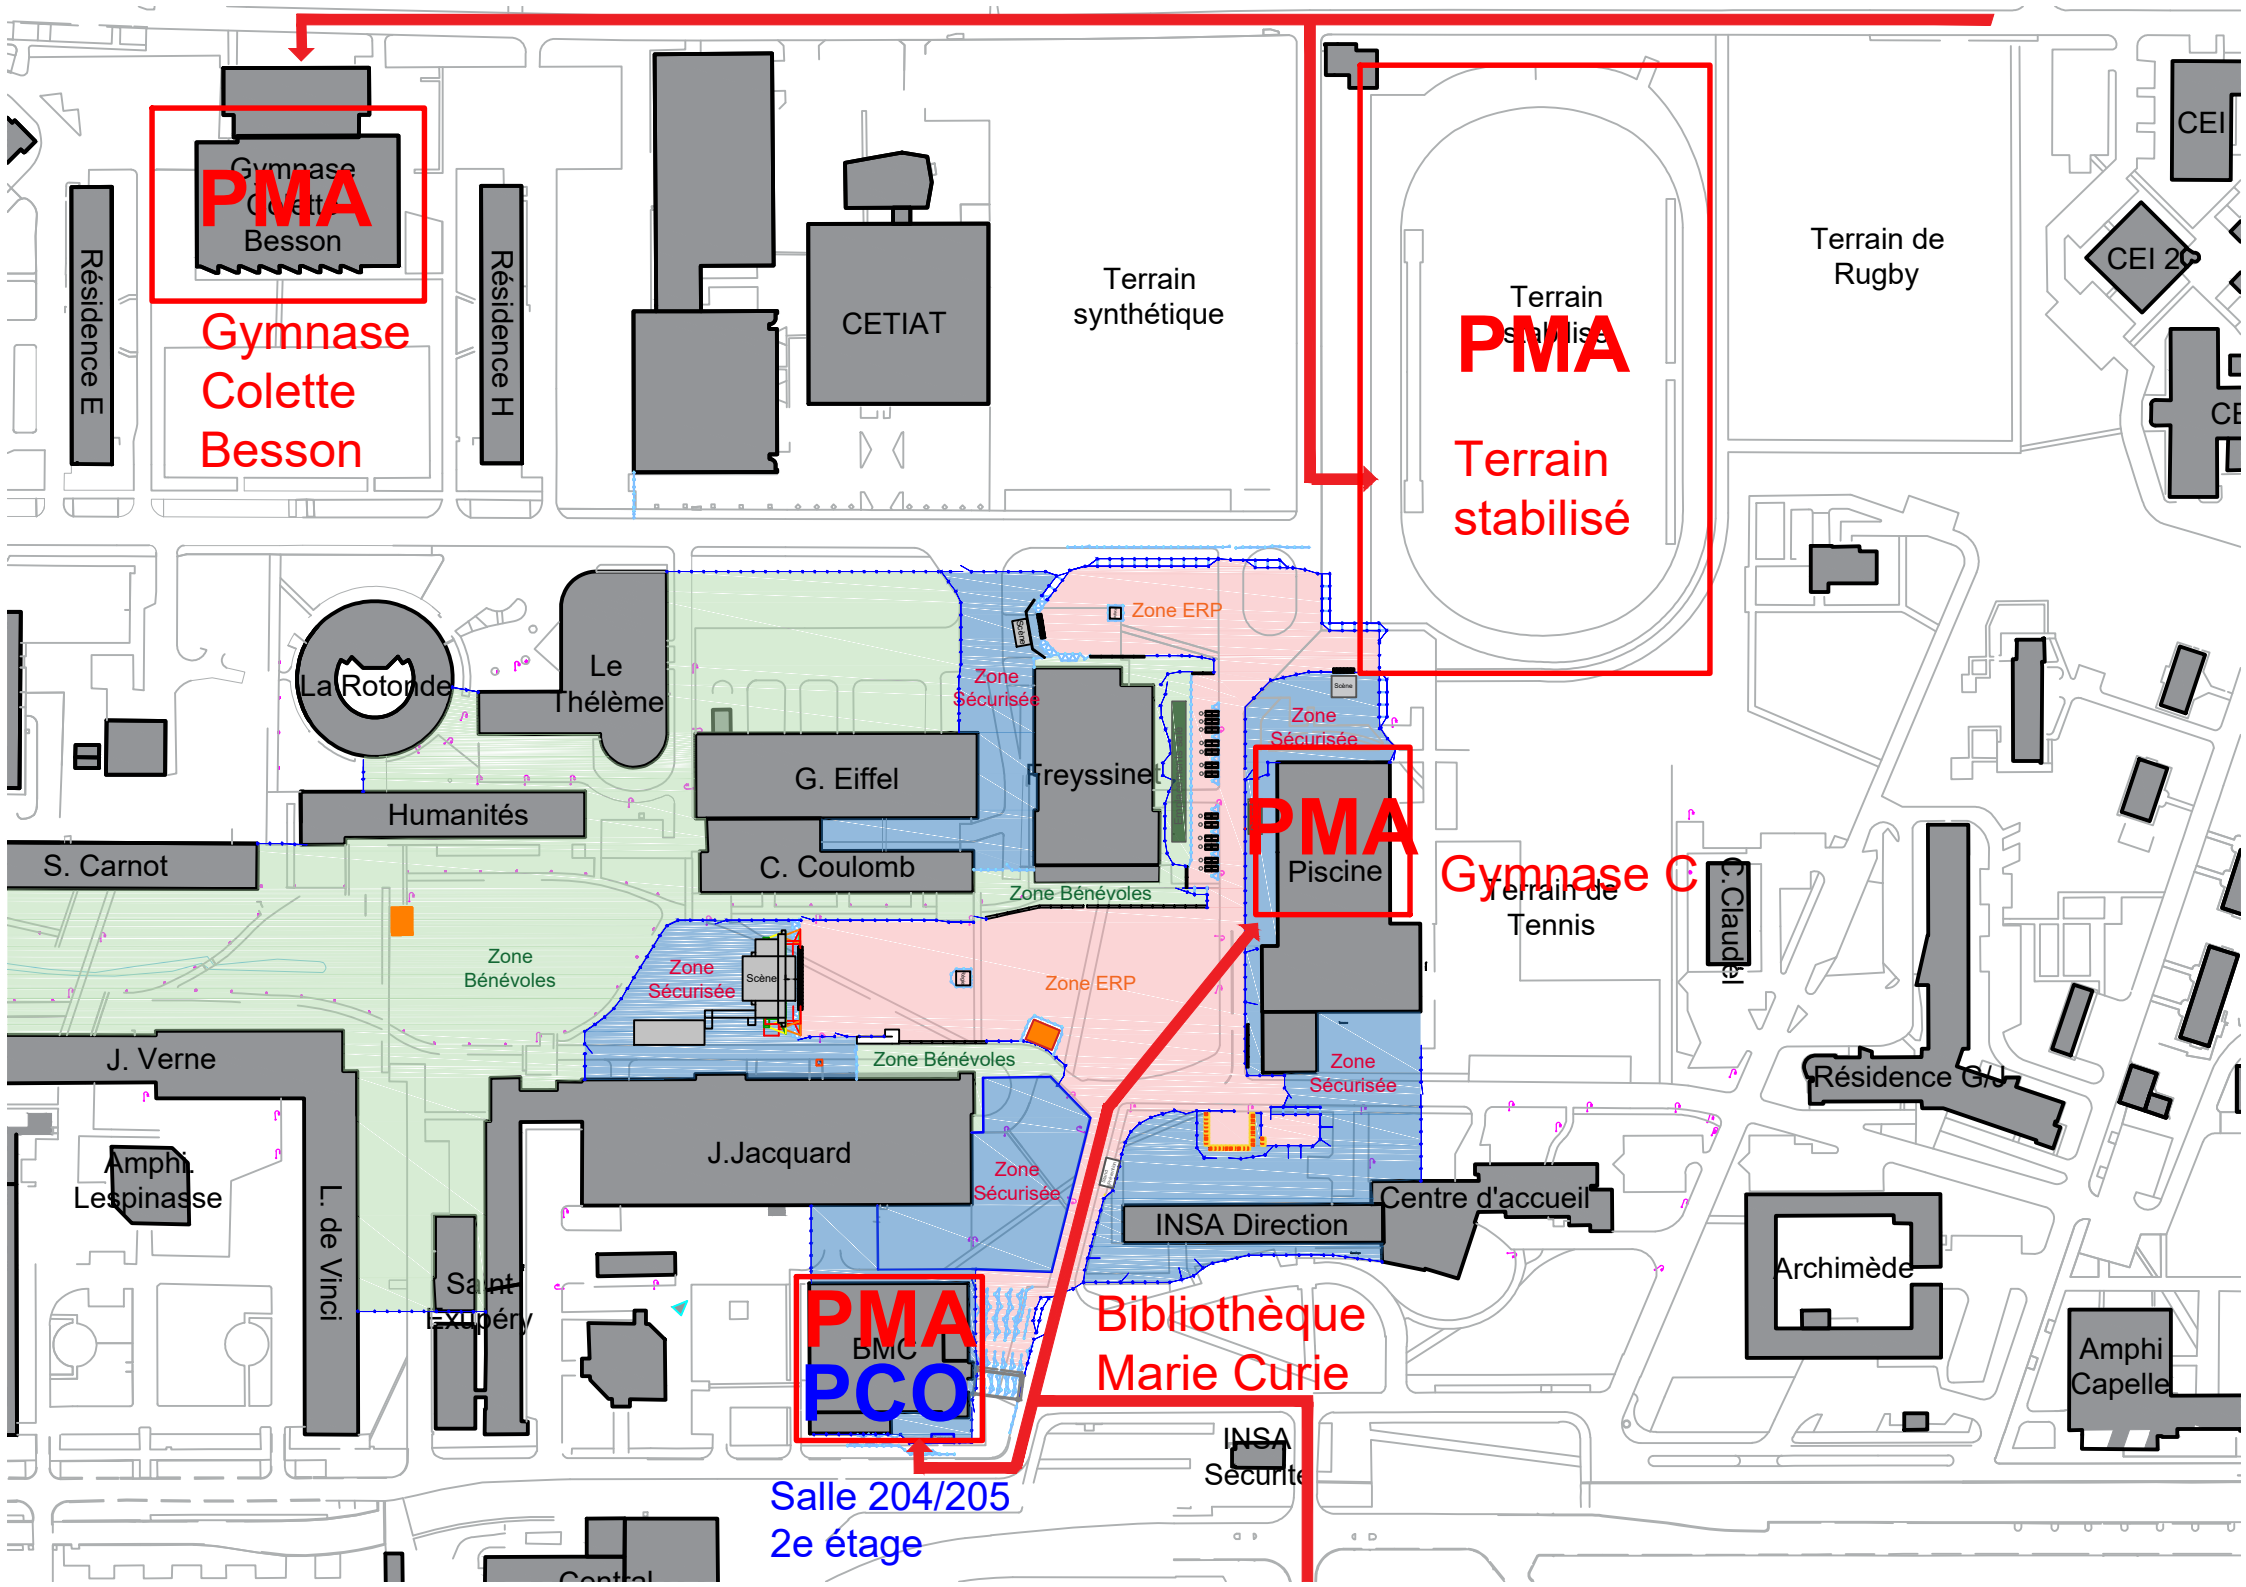 CEI
Gymnase
Colette
Besson
PMA
Résidence E
Résidence H
CETIAT
Terrain
synthétique
Terrain
stabilisé
PMA
Terrain de
Rugby
CEI 2
CE
Gymnase
Colette
Besson
Terrain
stabilisé
Zone ERP
Scène
La Rotonde
Le
Thélème
Zone
Sécurisée
Scène
Zone
Sécurisée
G. Eiffel
Freyssinet
PMA
Piscine
Humanités
S. Carnot
C. Coulomb
Zone Bénévoles
Gymnase C
Terrain de
Tennis
C.Claudel
Zone
Bénévoles
Zone
Sécurisée
Scène
Zone ERP
J. Verne
Zone Bénévoles
Zone
Sécurisée
Résidence G/J
J.Jacquard
Zone
Sécurisée
Amphi.
Lespinasse
L. de Vinci
INSA Direction
Centre d'accueil
Archimède
Saint
Exupéry
PMA
BMC
PCO
Bibliothèque
Marie Curie
Amphi
Capelle
INSA
Sécurité
Salle 204/205
2e étage
Central